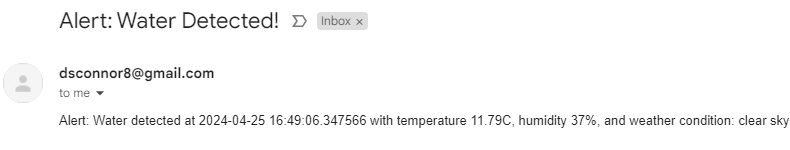 Alert: Water Detected! Inbox ×
dsconnor8@gmail.com
to me
Alert: Water detected at 2024-04-25 16:49:06.347566 with temperature 11.79C, humidity 37%, and weather condition: clear sky